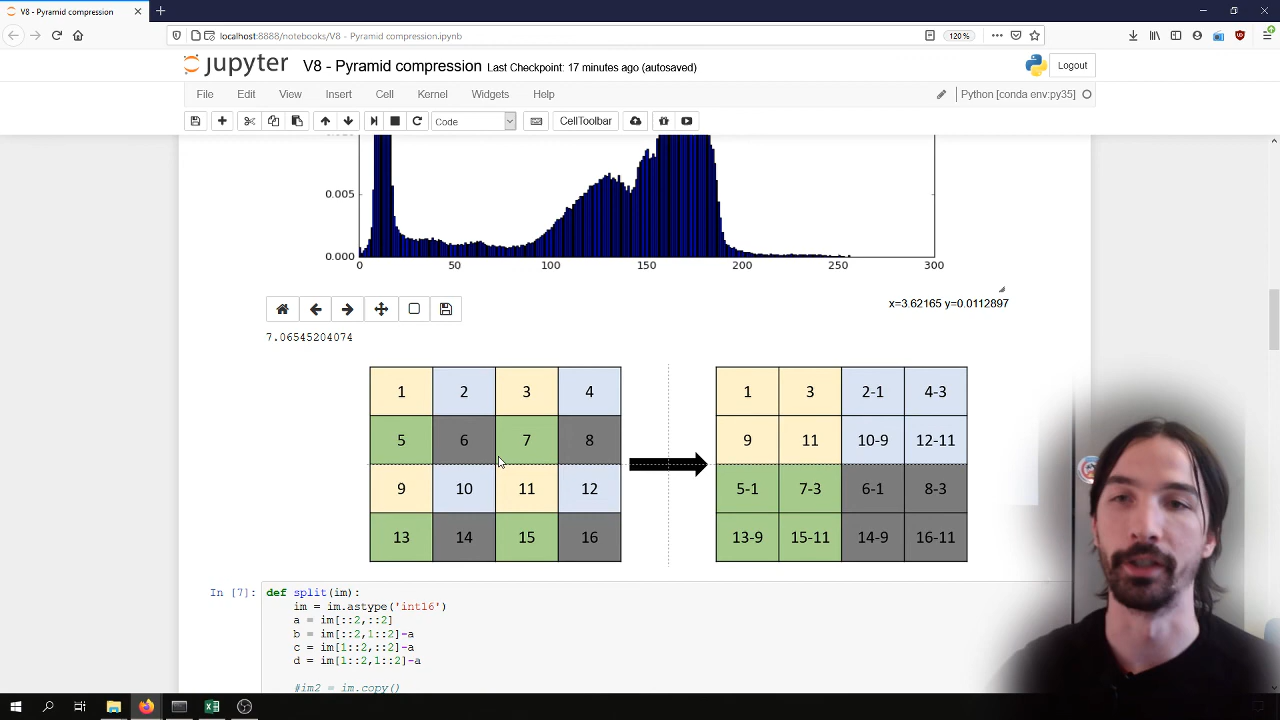 V8 - Pyramid compression
localhost:8888/notebooks/V8 - Pyramid compression.ipynb
120%
jupyter V8 - Pyramid compression Last Checkpoint: 17 minutes ago (autosaved)
Logout
File Edit View Insert Cell Kernel Widgets Help
Python [conda env:py35]
Code
CellToolbar
0.005
0.000
0 50 100 150 200 250 300
x=3.62165 y=0.0112897
7.06545204074
1 2 3 4
5 6 7 8
9 10 11 12
13 14 15 16
1 3 2-1 4-3
9 11 10-9 12-11
5-1 7-3 6-1 8-3
13-9 15-11 14-9 16-11
In [7]:
def split(im):
im = im.astype('int16')
a = im[::2,::2]
b = im[::2,1::2]-a
c = im[1::2,::2]-a
d = im[1::2,1::2]-a
#im2 = im.copy()